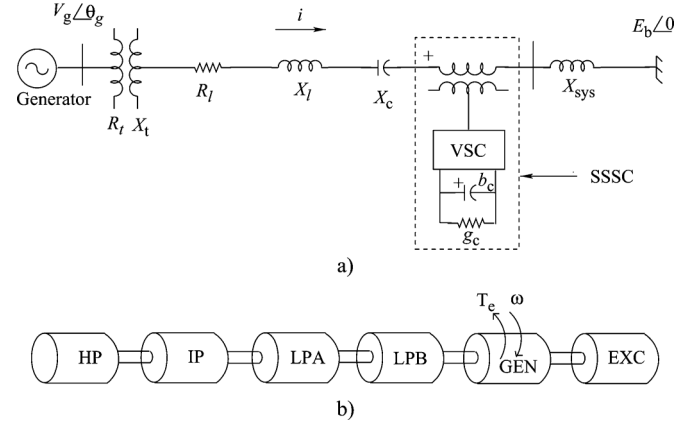 V_g∠θ_g
i
E_b∠0
Generator
R_t X_t
R_l
X_l
X_c
+
X_sys
VSC
+ b_c
g_c
SSSC
a)
T_e ω
HP IP LPA LPB GEN EXC
b)